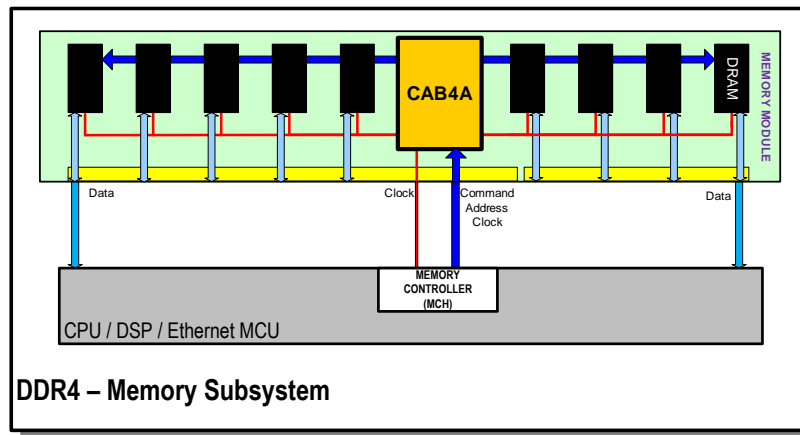 CAB4A
DRAM
MEMORY MODULE
Data
Clock
Command
Address
Clock
Data
MEMORY
CONTROLLER
(MCH)
CPU / DSP / Ethernet MCU
DDR4 – Memory Subsystem